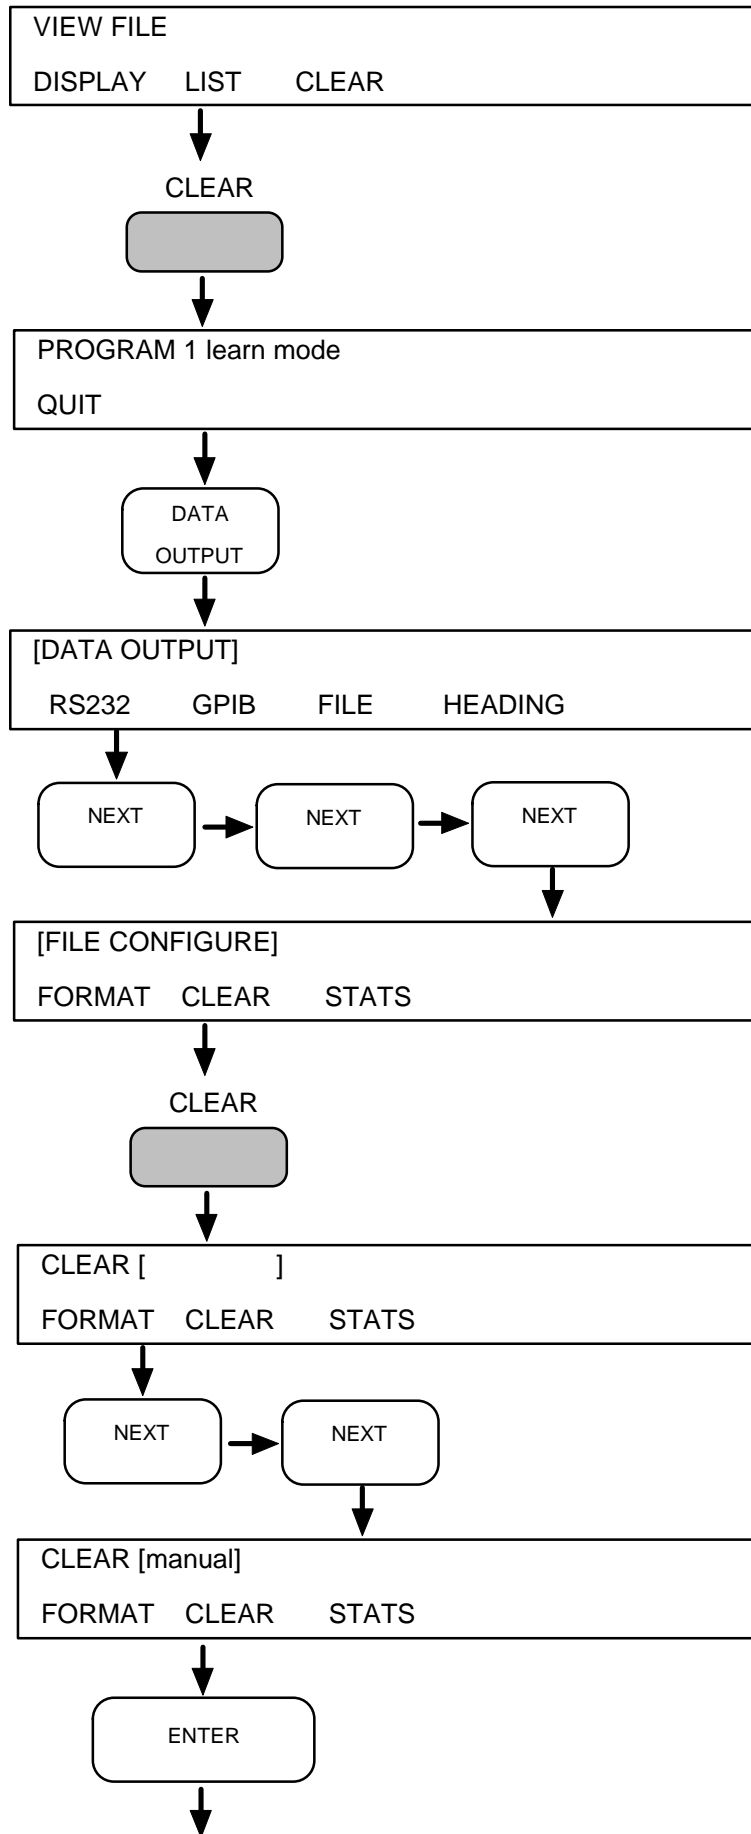 VIEW FILE
DISPLAY LIST CLEAR
CLEAR
PROGRAM 1 learn mode
QUIT
DATA
OUTPUT
[DATA OUTPUT]
RS232 GPIB FILE HEADING
NEXT NEXT NEXT
[FILE CONFIGURE]
FORMAT CLEAR STATS
CLEAR
CLEAR [ ]
FORMAT CLEAR STATS
NEXT NEXT
CLEAR [manual]
FORMAT CLEAR STATS
ENTER